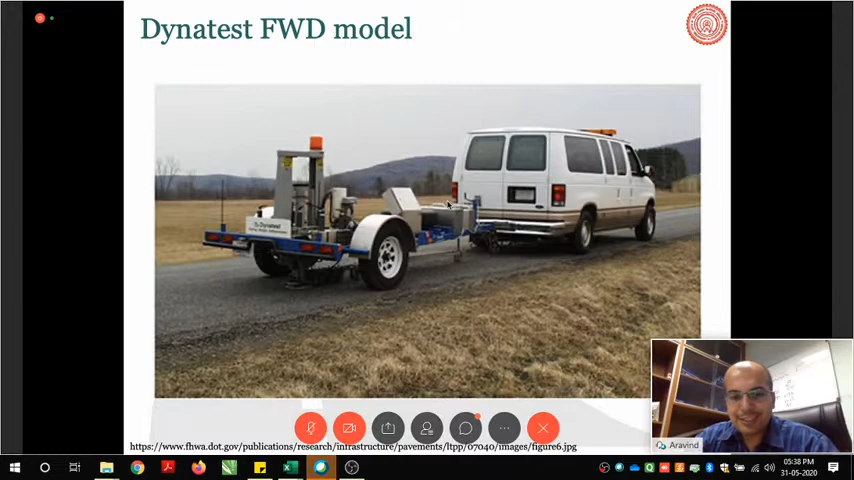 Dynatest FWD model
Dynatest
https://www.fhwa.dot.gov/publications/research/infrastructure/pavements/ltpp/07040/images/figure6.jpg
Aravind
05:38 PM
31-05-2020